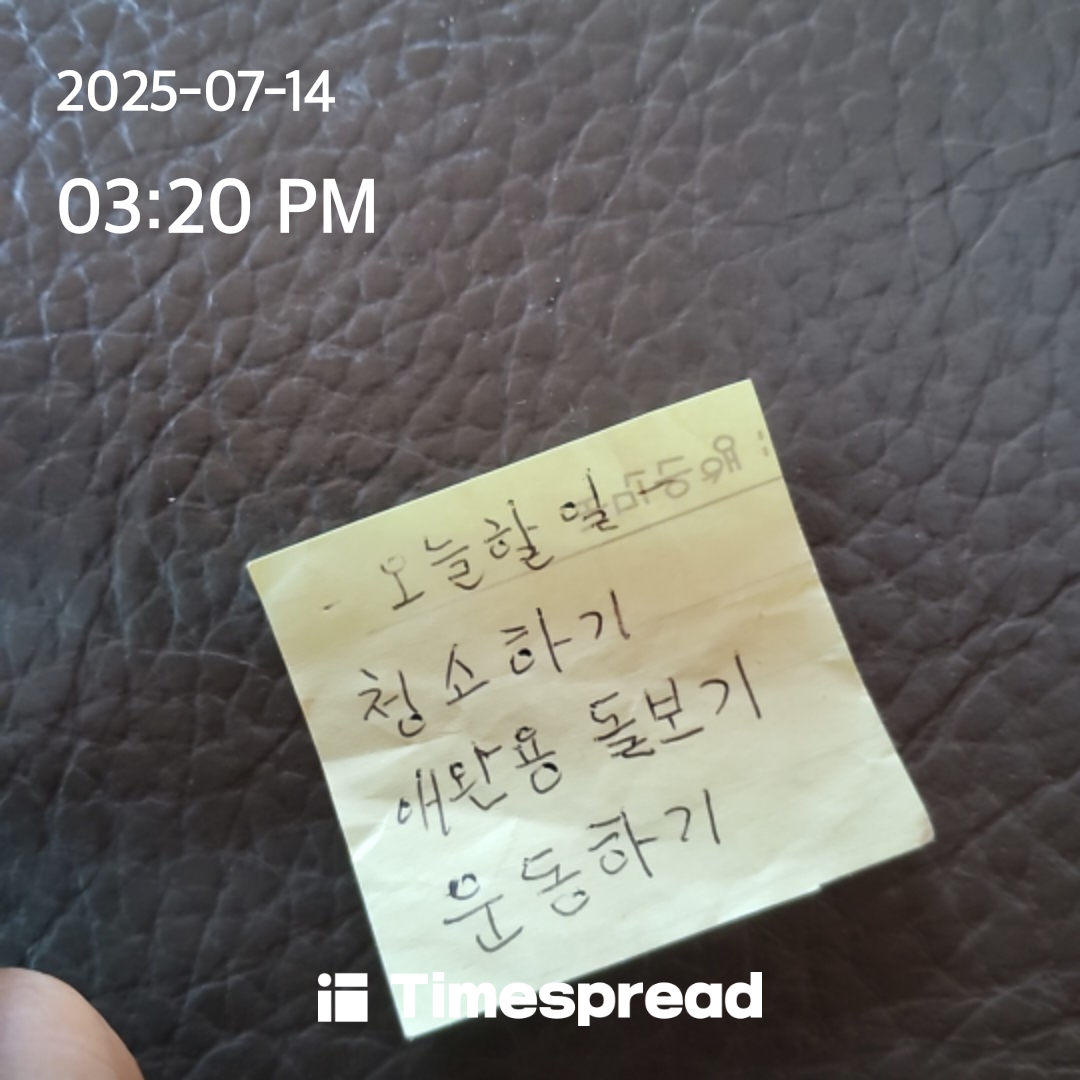 2025-07-14
03:20 PM
- 오늘할 일 -
청소하기
애완용 돌보기
운동하기
Timespread